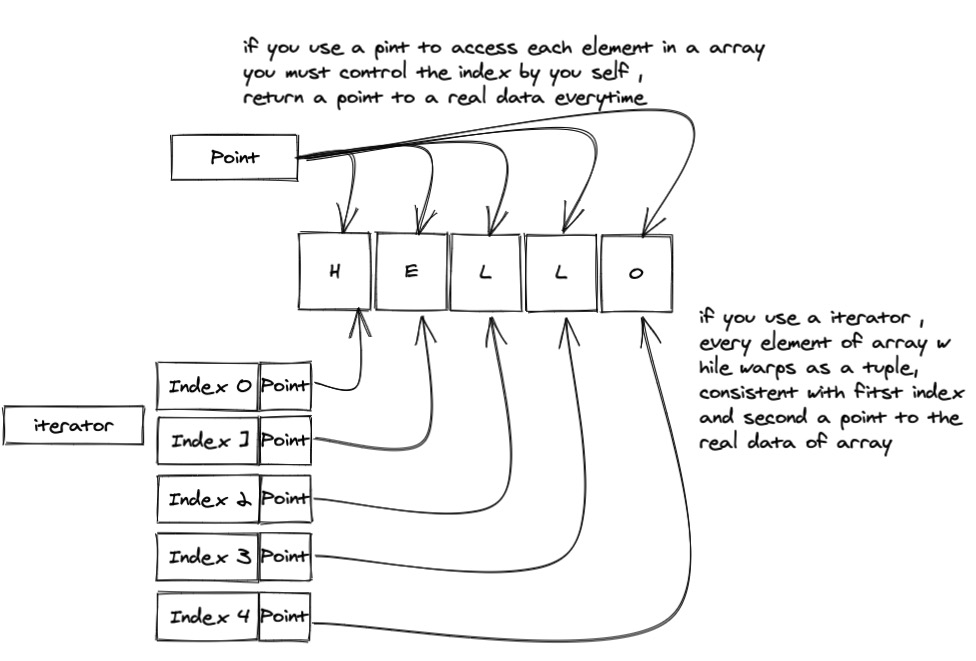 if you use a pint to access each element in a array
you must control the index by you self ,
return a point to a real data everytime
Point
H E L L O
if you use a iterator ,
every element of array w
hile warps as a tuple,
consistent with fitst index
and second a point to the
real data of array
iterator
Index 0 Point
Index 1 Point
Index 2 Point
Index 3 Point
Index 4 Point